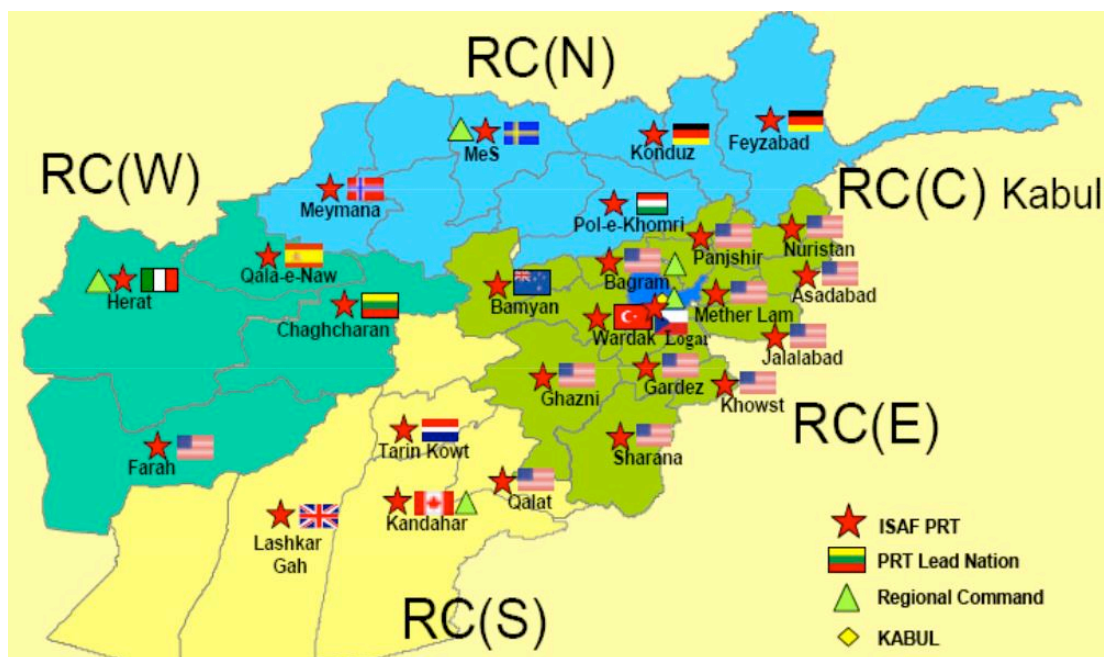 RC(N)
MeS
Konduz
Feyzabad
RC(W)
Meymana
Pol-e-Khomri
RC(C) Kabul
Qala-e-Naw
Panjshir
Nuristan
Herat
Bagram
Asadabad
Bamyan
Chaghcharan
Mether Lam
Wardak
Logar
Jalalabad
Ghazni
Gardez
Khowst
RC(E)
Tarin Kowt
Sharana
Farah
Qalat
Kandahar
Lashkar
Gah
RC(S)
ISAF PRT
PRT Lead Nation
Regional Command
KABUL